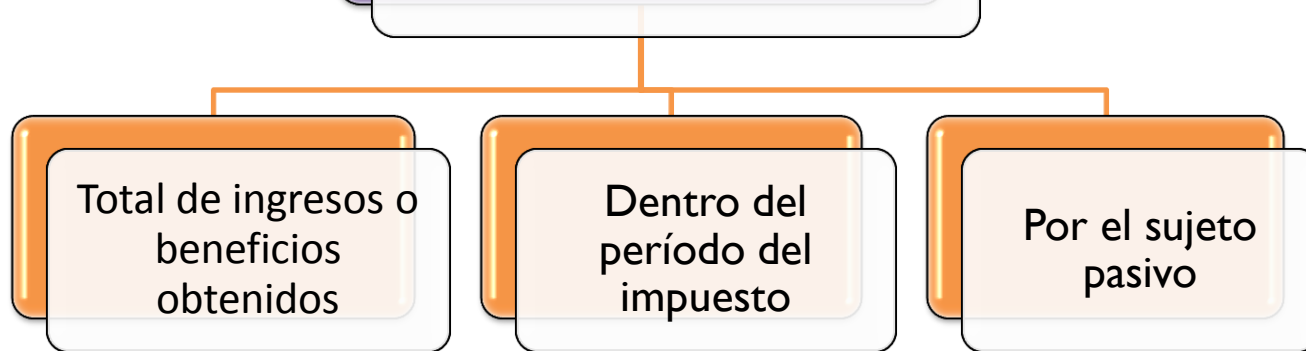 Total de ingresos o
beneficios
obtenidos
Dentro del
período del
impuesto
Por el sujeto
pasivo